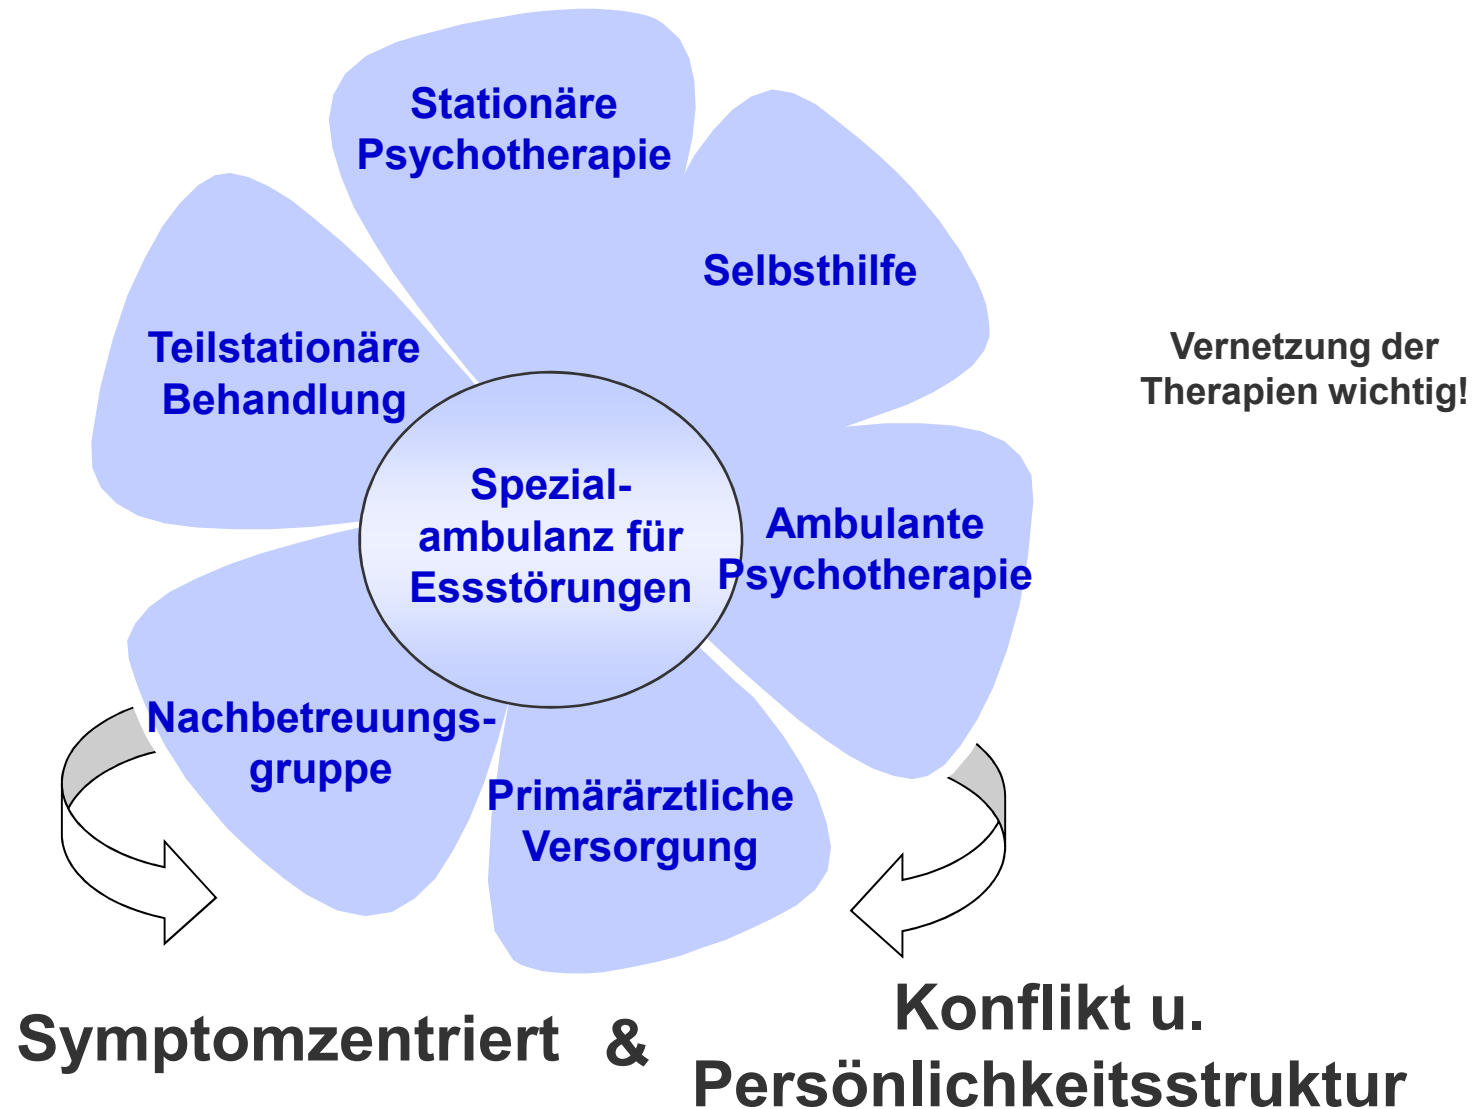 Stationäre
Psychotherapie
Selbsthilfe
Teilstationäre
Behandlung
Vernetzung der
Therapien wichtig!
Spezial-
ambulanz für
Essstörungen
Ambulante
Psychotherapie
Nachbetreuungs-
gruppe
Primärärztliche
Versorgung
Symptomzentriert &
Konflikt u.
Persönlichkeitsstruktur